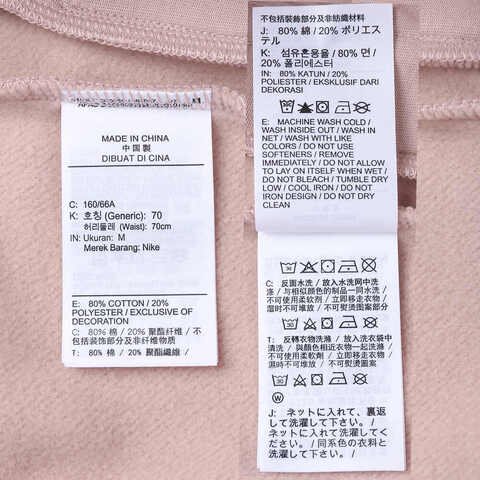 MADE IN CHINA
中国製
DIBUAT DI CINA
C: 160/66A
K: 호칭 (Generic): 70
허리둘레 (Waist): 70cm
IN: Ukuran: M
Merek Barang: Nike
E: 80% COTTON / 20%
POLYESTER / EXCLUSIVE OF
DECORATION
C: 80% 棉 / 20% 聚酯纤维 / 不
包括装饰部分及非纤维物质
T: 80% 棉 / 20% 聚酯纖維 /
不包括裝飾部分及非紡織材料
J: 80% 綿 / 20% ポリエス
テル
K: 섬유혼용율 / 80% 면 /
20% 폴리에스터
IN: 80% KATUN / 20%
POLIESTER / EKSKLUSIF DARI
DEKORASI
E: MACHINE WASH COLD /
WASH INSIDE OUT / WASH IN
NET / WASH WITH LIKE
COLORS / DO NOT USE
SOFTENERS / REMOVE
IMMEDIATELY / DO NOT ALLOW
TO LAY ON ITSELF WHEN WET /
DO NOT BLEACH / TUMBLE DRY
LOW / COOL IRON / DO NOT
IRON DESIGN / DO NOT DRY
CLEAN
C: 反面水洗 / 放入水洗网中洗
涤 / 与相似颜色的制品一同水洗 /
不可使用柔软剂 / 立即移走衣物 /
湿时不可堆放 / 不可熨烫图案部分
T: 反轉衣物洗滌 / 放入洗衣袋中
清洗 / 與顏色相近衣物一起洗滌 /
不可使用柔軟劑 / 立即移走衣物 /
濕時不可堆放 / 不可熨燙圖案
W
J: ネットに入れて、裏返
して洗濯して下さい /
ネットに入れて洗濯してく
ださい。 / 同系色の衣料と
洗濯して下さい /